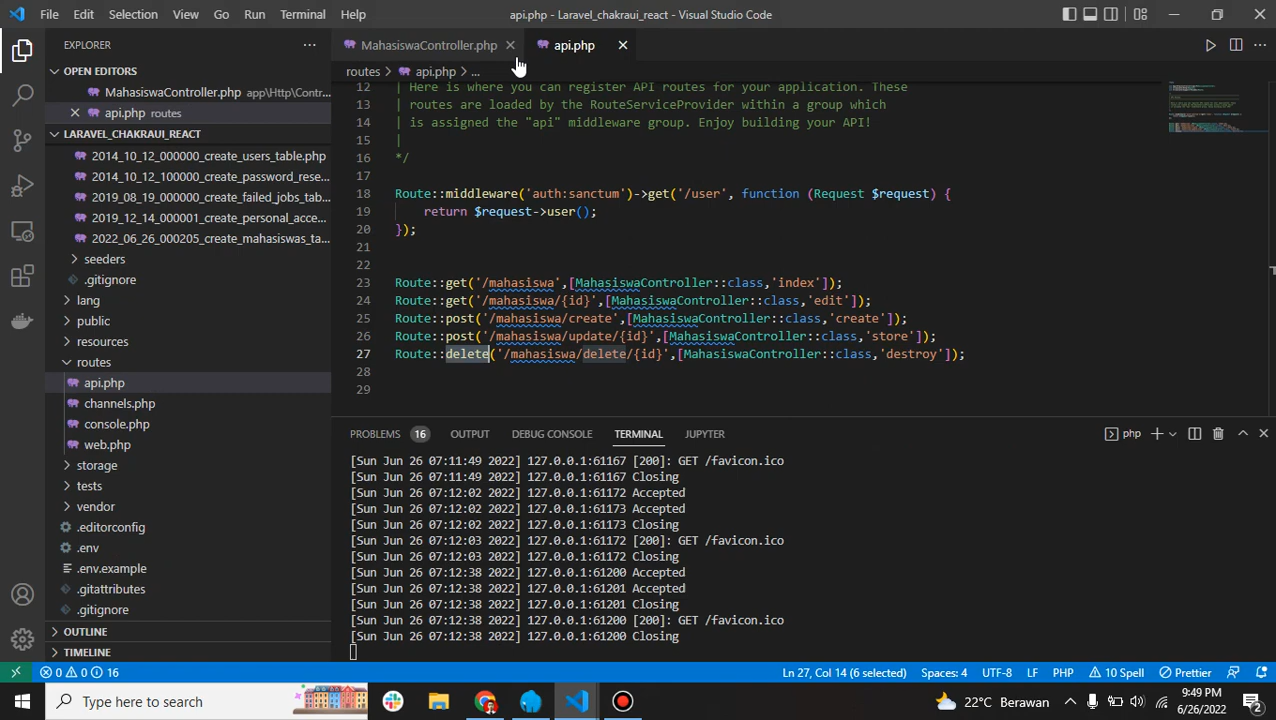 File Edit Selection View Go Run Terminal Help api.php - Laravel_chakraui_react - Visual Studio Code
EXPLORER
OPEN EDITORS
MahasiswaController.php app\Http\Contr...
api.php routes
LARAVEL_CHAKRAUI_REACT
2014_10_12_000000_create_users_table.php
2014_10_12_100000_create_password_rese...
2019_08_19_000000_create_failed_jobs_tab...
2019_12_14_000001_create_personal_acce...
2022_06_26_000205_create_mahasiswas_ta...
seeders
.gitignore
lang
public
resources
routes
api.php
channels.php
console.php
web.php
storage
tests
vendor
.editorconfig
.env
.env.example
.gitattributes
.gitignore
OUTLINE
TIMELINE
MahasiswaController.php api.php
routes > api.php > ...
12 | Here is where you can register API routes for your application. These
13 | routes are loaded by the RouteServiceProvider within a group which
14 | is assigned the "api" middleware group. Enjoy building your API!
15 |
16 */
17
18 Route::middleware('auth:sanctum')->get('/user', function (Request $request) {
19 return $request->user();
20 });
21
22
23 Route::get('/mahasiswa',[MahasiswaController::class,'index']);
24 Route::get('/mahasiswa/{id}',[MahasiswaController::class,'edit']);
25 Route::post('/mahasiswa/create',[MahasiswaController::class,'create']);
26 Route::post('/mahasiswa/update/{id}',[MahasiswaController::class,'store']);
27 Route::delete('/mahasiswa/delete/{id}',[MahasiswaController::class,'destroy']);
28
29
PROBLEMS 16 OUTPUT DEBUG CONSOLE TERMINAL JUPYTER php
[Sun Jun 26 07:11:49 2022] 127.0.0.1:61167 [200]: GET /favicon.ico
[Sun Jun 26 07:11:49 2022] 127.0.0.1:61167 Closing
[Sun Jun 26 07:12:02 2022] 127.0.0.1:61172 Accepted
[Sun Jun 26 07:12:02 2022] 127.0.0.1:61173 Accepted
[Sun Jun 26 07:12:02 2022] 127.0.0.1:61173 Closing
[Sun Jun 26 07:12:03 2022] 127.0.0.1:61172 [200]: GET /favicon.ico
[Sun Jun 26 07:12:03 2022] 127.0.0.1:61172 Closing
[Sun Jun 26 07:12:38 2022] 127.0.0.1:61200 Accepted
[Sun Jun 26 07:12:38 2022] 127.0.0.1:61201 Accepted
[Sun Jun 26 07:12:38 2022] 127.0.0.1:61201 Closing
[Sun Jun 26 07:12:38 2022] 127.0.0.1:61200 [200]: GET /favicon.ico
[Sun Jun 26 07:12:38 2022] 127.0.0.1:61200 Closing
0 0 16 Ln 27, Col 14 (6 selected) Spaces: 4 UTF-8 LF PHP 10 Spell Prettier
Type here to search 22°C Berawan 9:49 PM
6/26/2022 2